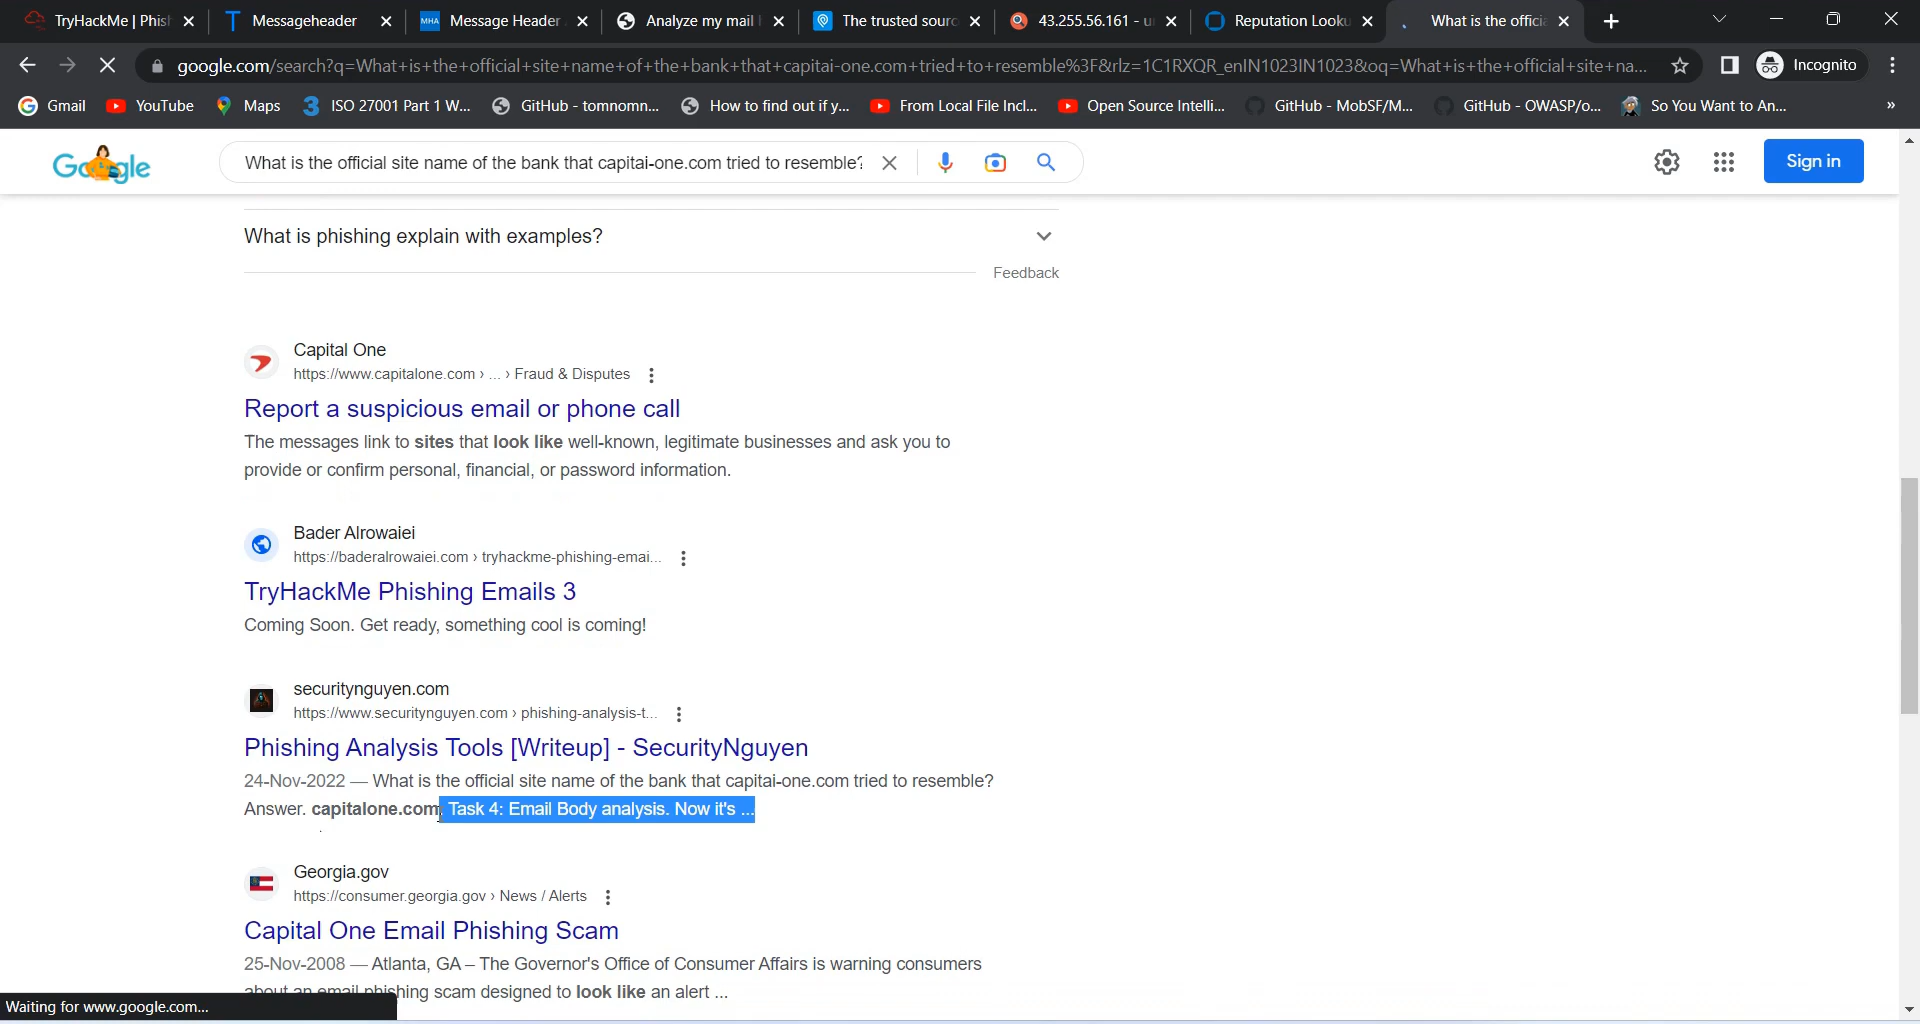 TryHackMe | Phis
Messageheader
Message Header
Analyze my mail
The trusted sourc
43.255.56.161 - u
Reputation Looku
What is the offici
google.com/search?q=What+is+the+official+site+name+of+the+bank+that+capitai-one.com+tried+to+resemble%3F&rlz=1C1RXQR_enIN1023IN1023&oq=What+is+the+official+site+na...
Incognito
Gmail
YouTube
Maps
ISO 27001 Part 1 W...
GitHub - tomnomn...
How to find out if y...
From Local File Incl...
Open Source Intelli...
GitHub - MobSF/M...
GitHub - OWASP/o...
So You Want to An...
»
Google
What is the official site name of the bank that capitai-one.com tried to resemble?
Sign in
What is phishing explain with examples?
Feedback
Capital One
https://www.capitalone.com › ... › Fraud & Disputes
Report a suspicious email or phone call
The messages link to sites that look like well-known, legitimate businesses and ask you to
provide or confirm personal, financial, or password information.
Bader Alrowaiei
https://baderalrowaiei.com › tryhackme-phishing-emai...
TryHackMe Phishing Emails 3
Coming Soon. Get ready, something cool is coming!
securitynguyen.com
https://www.securitynguyen.com › phishing-analysis-t...
Phishing Analysis Tools [Writeup] - SecurityNguyen
24-Nov-2022 — What is the official site name of the bank that capitai-one.com tried to resemble?
Answer. capitalone.com. Task 4: Email Body analysis. Now it's ...
Georgia.gov
https://consumer.georgia.gov › News / Alerts
Capital One Email Phishing Scam
25-Nov-2008 — Atlanta, GA – The Governor's Office of Consumer Affairs is warning consumers
about an email phishing scam designed to look like an alert ...
Waiting for www.google.com...